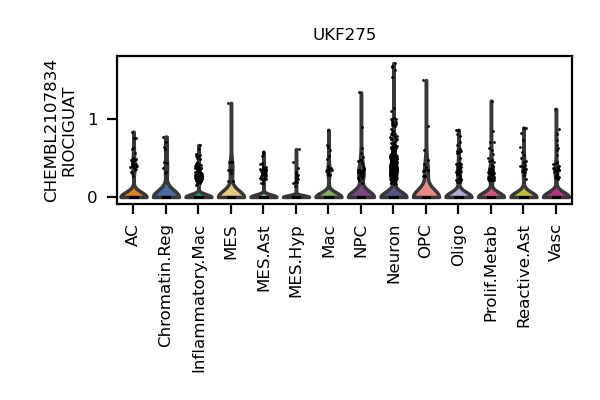 UKF275
CHEMBL2107834
RIOCIGUAT
1
0
AC
Chromatin.Reg
Inflammatory.Mac
MES
MES.Ast
MES.Hyp
Mac
NPC
Neuron
OPC
Oligo
Prolif.Metab
Reactive.Ast
Vasc